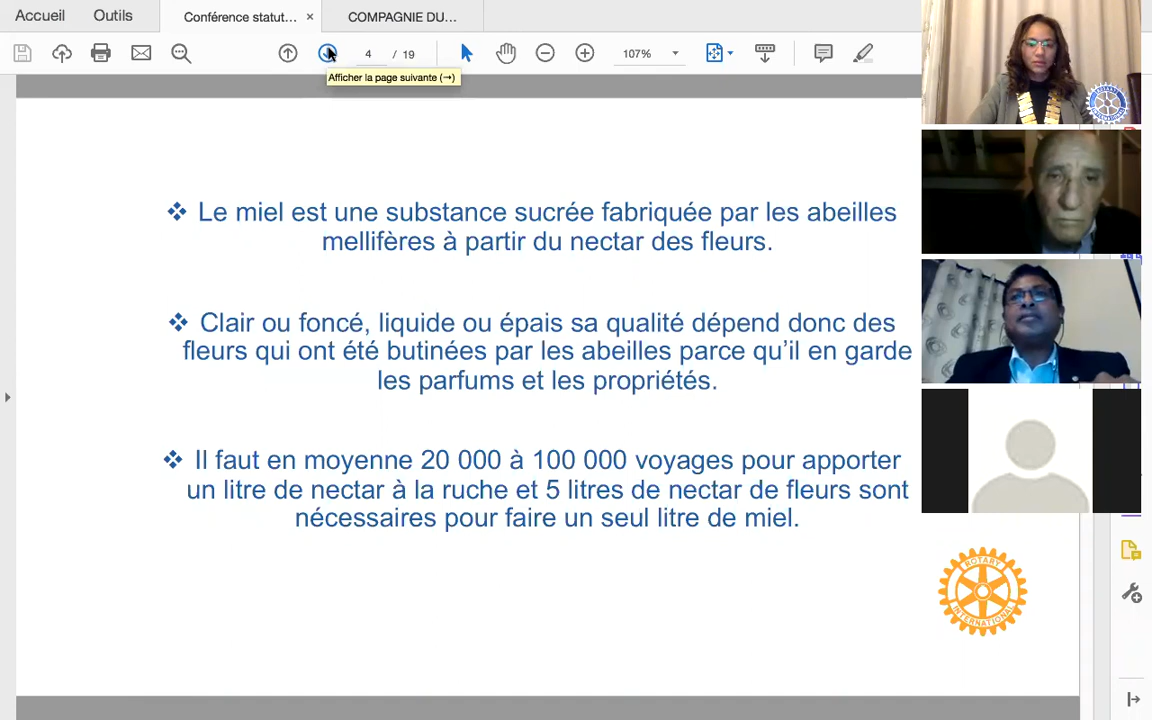 Accueil
Outils
Conférence statut... ×
COMPAGNIE DU...
4 / 19
107%
Afficher la page suivante (→)
❖ Le miel est une substance sucrée fabriquée par les abeilles
mellifères à partir du nectar des fleurs.
❖ Clair ou foncé, liquide ou épais sa qualité dépend donc des
fleurs qui ont été butinées par les abeilles parce qu’il en garde
les parfums et les propriétés.
❖ Il faut en moyenne 20 000 à 100 000 voyages pour apporter
un litre de nectar à la ruche et 5 litres de nectar de fleurs sont
nécessaires pour faire un seul litre de miel.
ROTARY
INTERNATIONAL